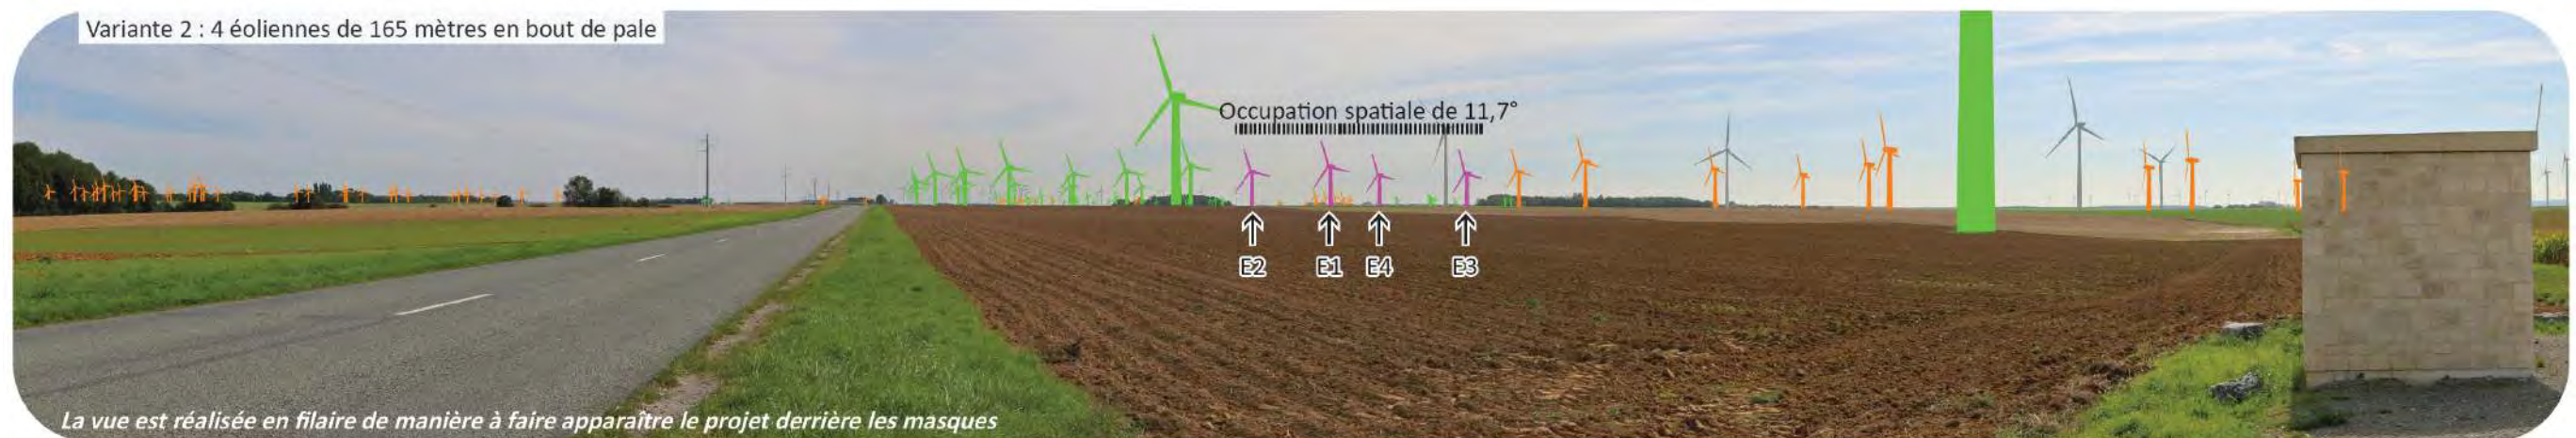 Variante 2 : 4 éoliennes de 165 mètres en bout de pale
Occupation spatiale de 11,7°
E2 E1 E4 E3
La vue est réalisée en filaire de manière à faire apparaître le projet derrière les masques